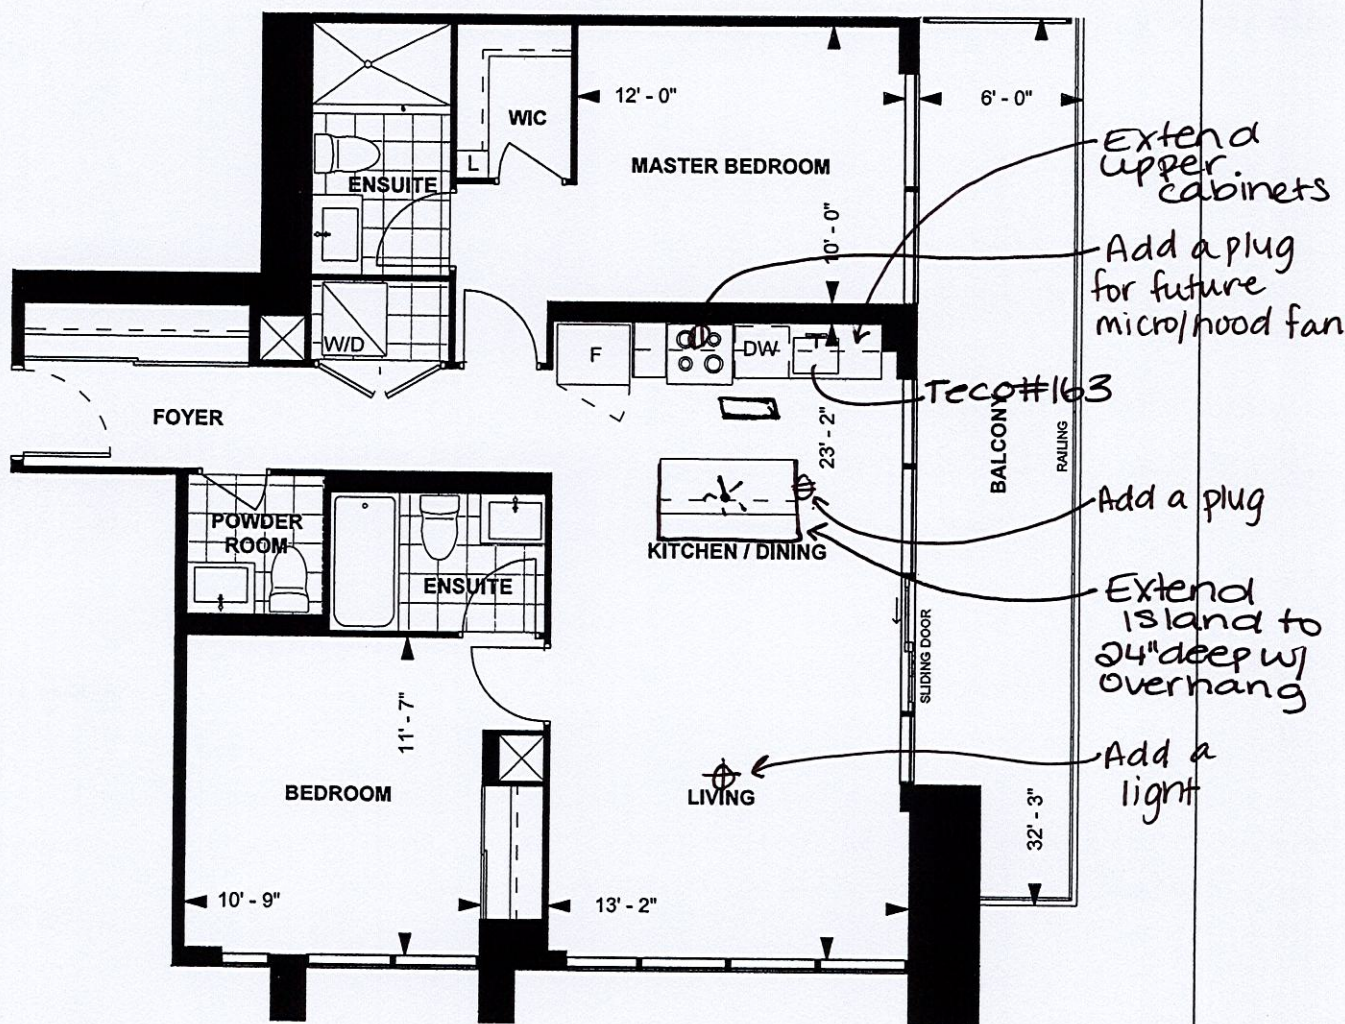 12' - 0"
6' - 0"
WIC
MASTER BEDROOM
L
ENSUITE
10' - 0"
Extend
upper
cabinets
Add a plug
for future
micro/hood fan
W/D
F
DW
Teco#163
FOYER
23' - 2"
BALCONY
RAILING
POWDER
ROOM
ENSUITE
KITCHEN / DINING
Add a plug
Extend
island to
24" deep w/
overhang
SLIDING DOOR
11' - 7"
BEDROOM
LIVING
Add a
light
32' - 3"
10' - 9"
13' - 2"